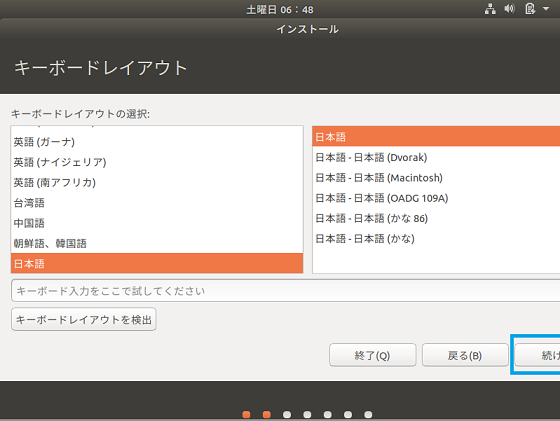 土曜日 06：48
インストール
キーボードレイアウト
キーボードレイアウトの選択:
英語 (ガーナ)
英語 (ナイジェリア)
英語 (南アフリカ)
台湾語
中国語
朝鮮語、韓国語
日本語
日本語
日本語 - 日本語 (Dvorak)
日本語 - 日本語 (Macintosh)
日本語 - 日本語 (OADG 109A)
日本語 - 日本語 (かな 86)
日本語 - 日本語 (かな)
キーボード入力をここで試してください
キーボードレイアウトを検出
終了(Q)
戻る(B)
続け